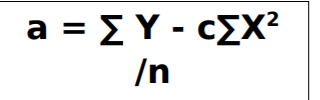 a = ∑ Y - c∑X²
/n